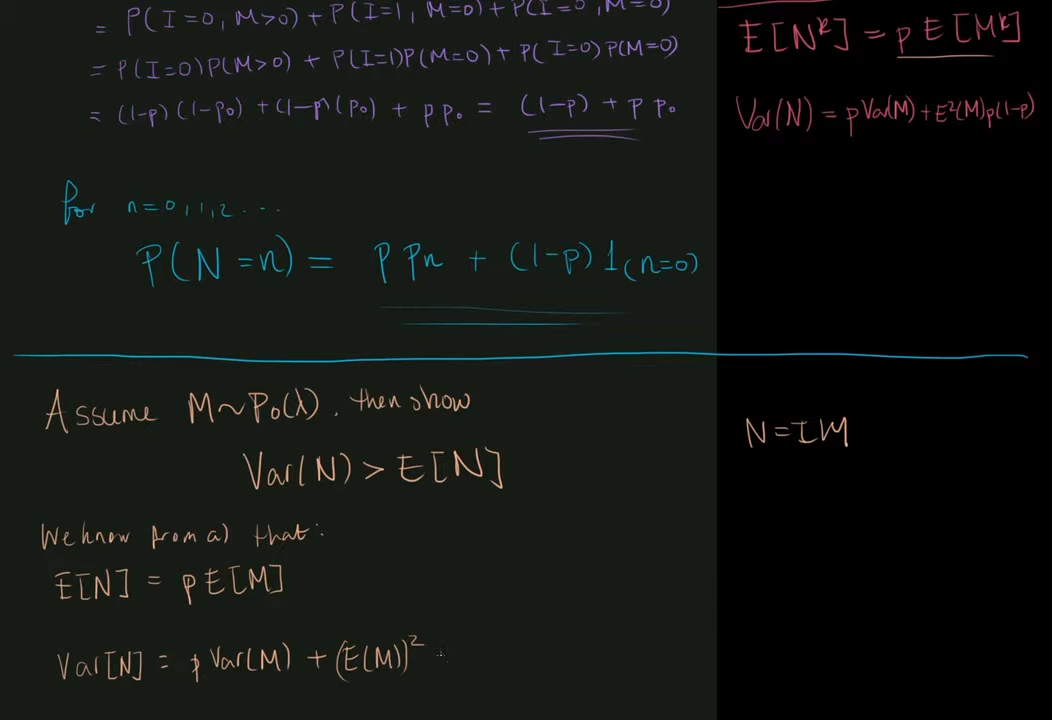 = P(I=0, M>0) + P(I=1, M=0) + P(I=0, M=0)
= P(I=0)P(M>0) + P(I=1)P(M=0) + P(I=0)P(M=0)
= (1-p)(1-p₀) + (1-p)(p₀) + p p₀ = (1-p) + p p₀
for n=0,1,2...
P(N=n) = p pn + (1-p) 1(n=0)
E[Nᵏ] = p E[Mᵏ]
Var(N) = p Var(M) + E²(M)p(1-p)
Assume M~Po(λ), then show
Var(N) > E[N]
We know from a) that:
E[N] = p E[M]
Var[N] = p Var(M) + (E(M))²
N=IM